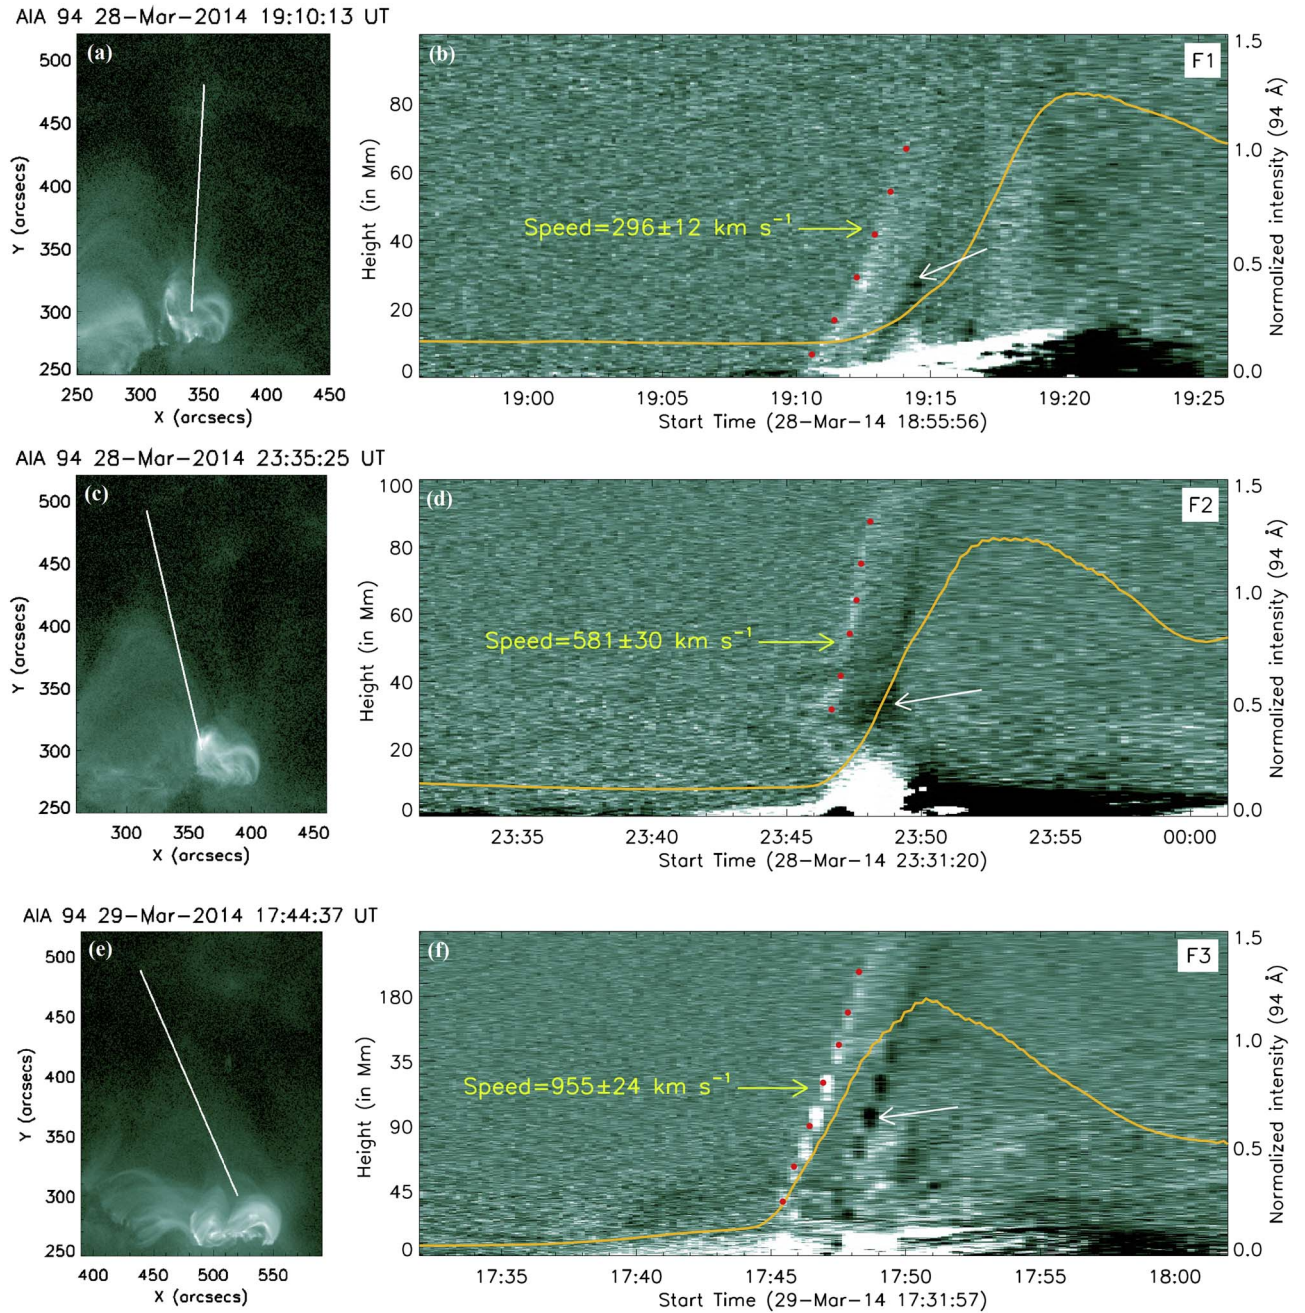 AIA 94 28-Mar-2014 19:10:13 UT
(a)
500
450
400
350
300
250
Y (arcsecs)
250 300 350 400 450
X (arcsecs)
(b)
F1
80
60
40
20
0
Height (in Mm)
Speed=296±12 km s⁻¹
1.5
1.0
0.5
0.0
Normalized intensity (94 Å)
19:00 19:05 19:10 19:15 19:20 19:25
Start Time (28-Mar-14 18:55:56)
AIA 94 28-Mar-2014 23:35:25 UT
(c)
500
450
400
350
300
250
Y (arcsecs)
300 350 400 450
X (arcsecs)
(d)
F2
100
80
60
40
20
0
Height (in Mm)
Speed=581±30 km s⁻¹
1.5
1.0
0.5
0.0
Normalized intensity (94 Å)
23:35 23:40 23:45 23:50 23:55 00:00
Start Time (28-Mar-14 23:31:20)
AIA 94 29-Mar-2014 17:44:37 UT
(e)
500
450
400
350
300
250
Y (arcsecs)
400 450 500 550
X (arcsecs)
(f)
F3
180
35
90
45
0
Height (in Mm)
Speed=955±24 km s⁻¹
1.5
1.0
0.5
0.0
Normalized intensity (94 Å)
17:35 17:40 17:45 17:50 17:55 18:00
Start Time (29-Mar-14 17:31:57)